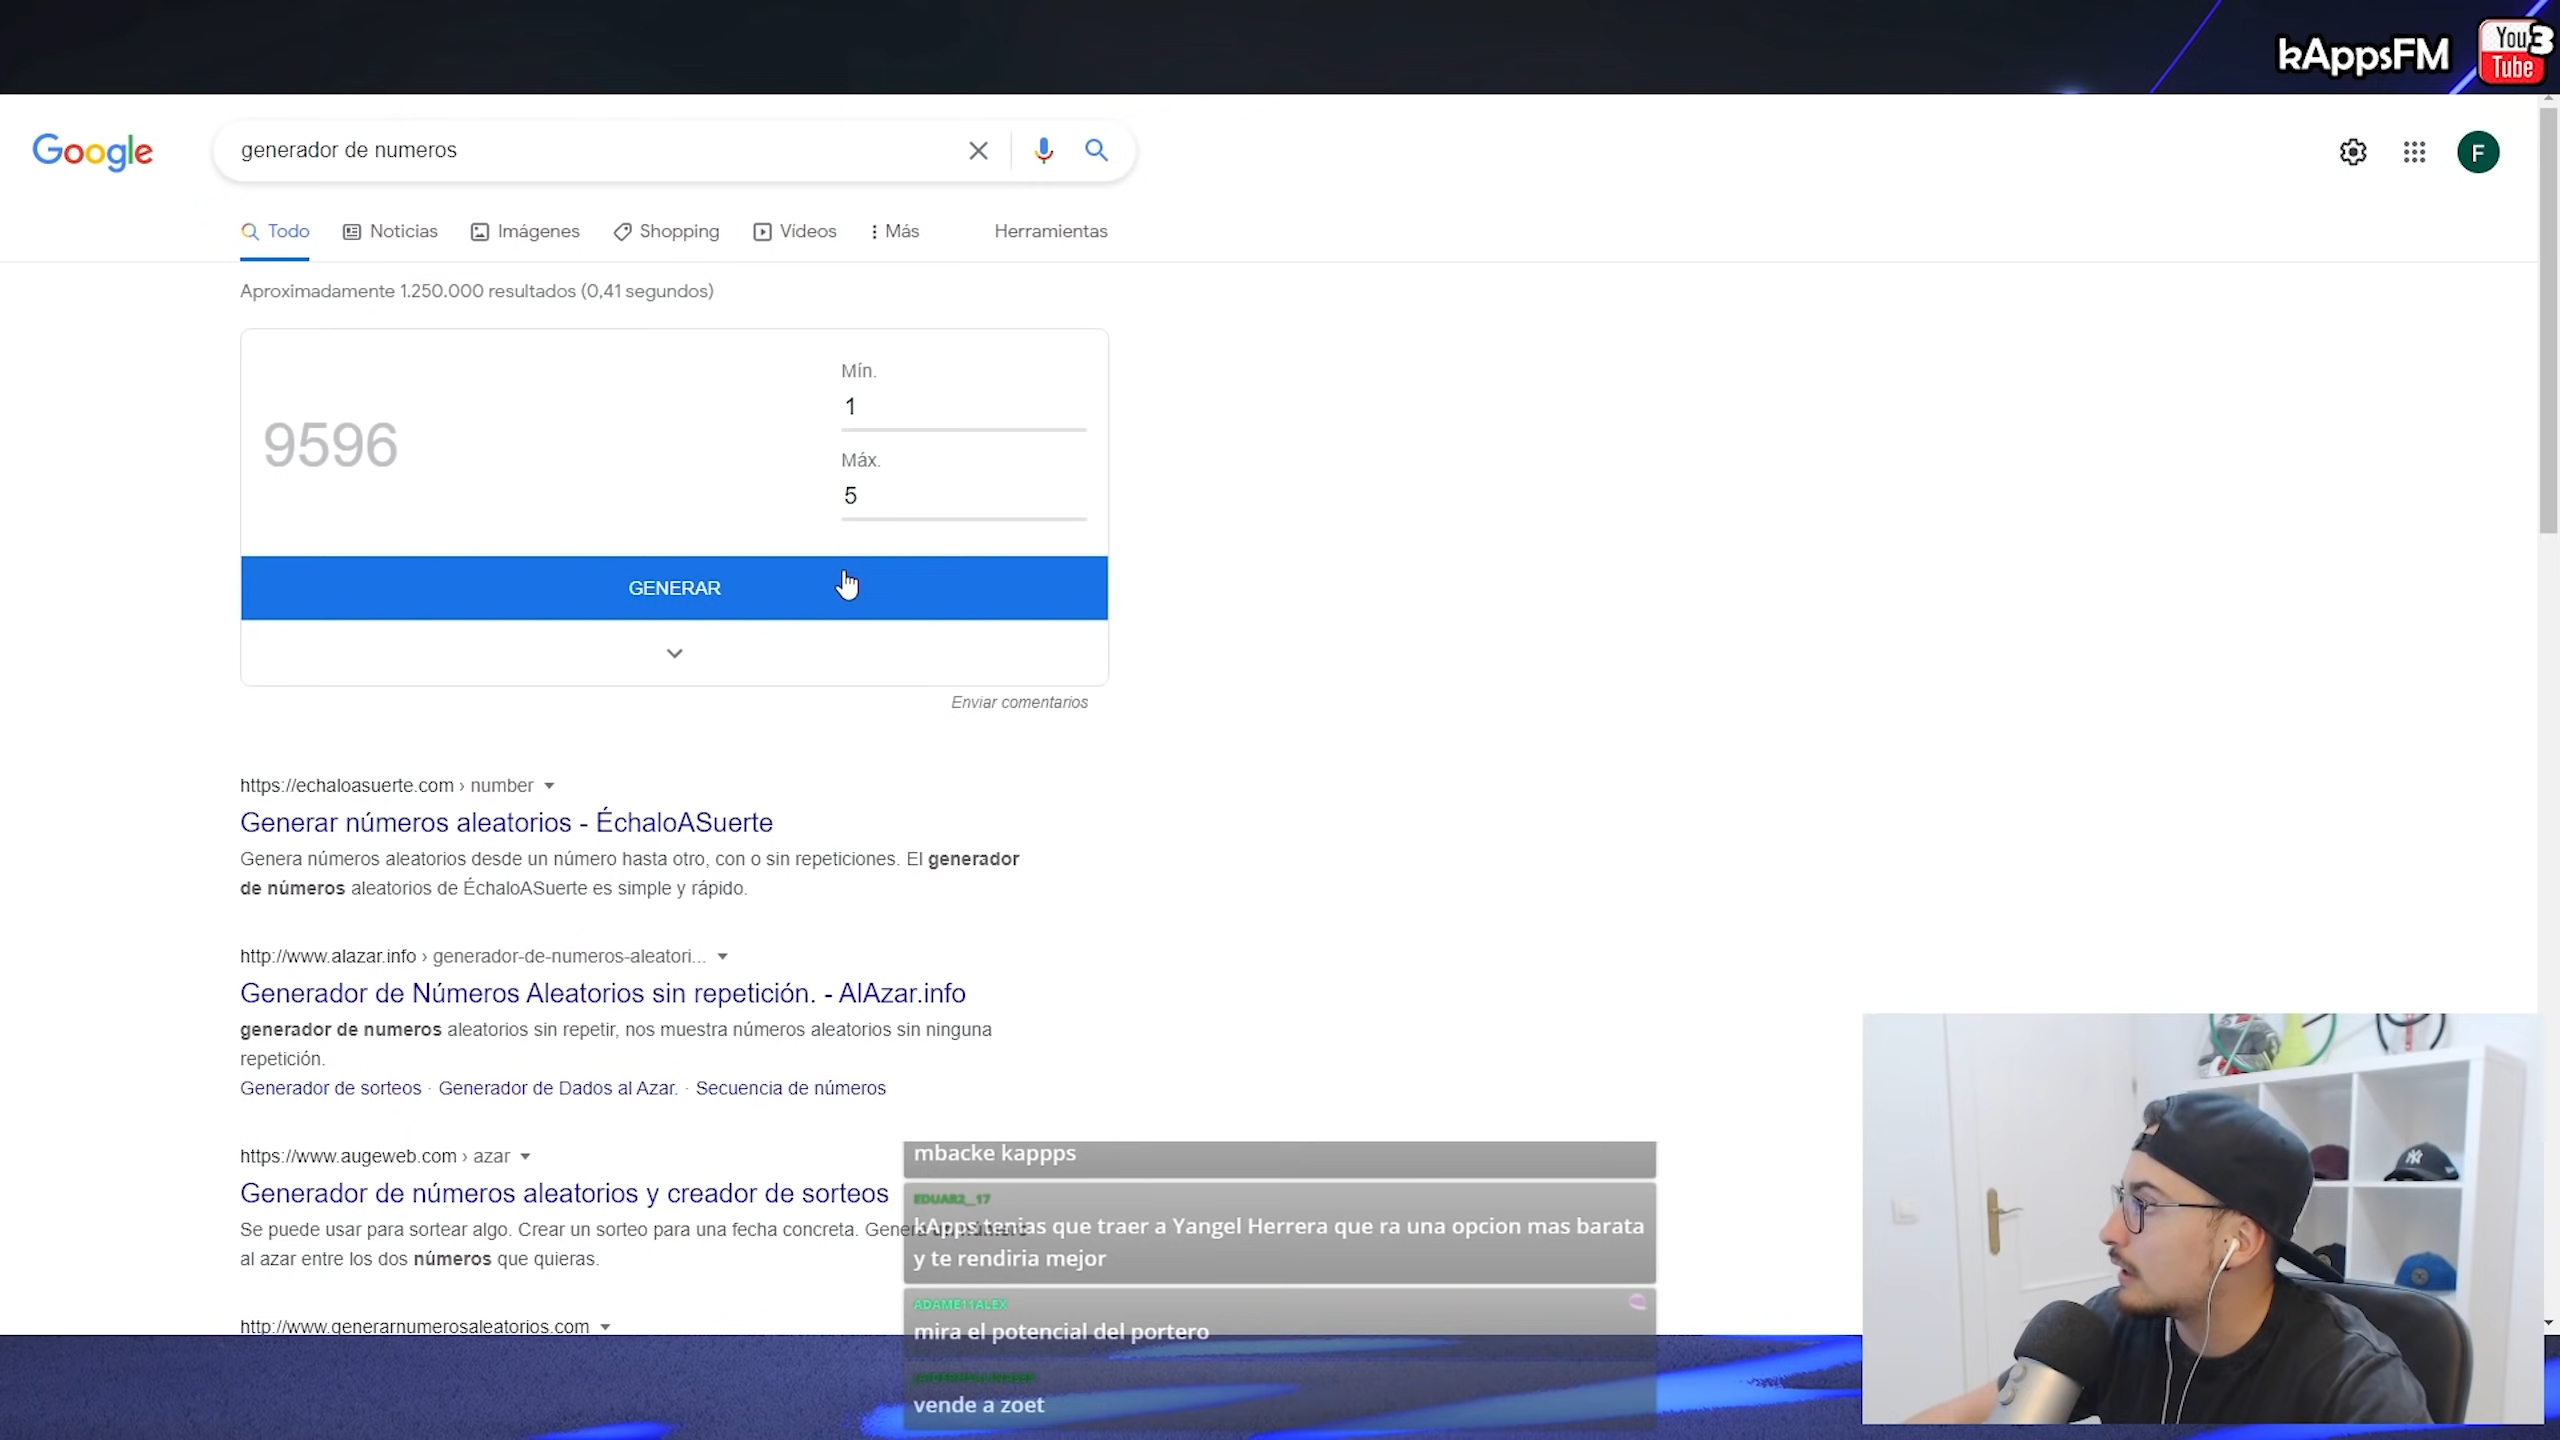 kAppsFM
You Tube 3
Google
generador de numeros
F
Todo
Noticias
Imágenes
Shopping
Vídeos
Más
Herramientas
Aproximadamente 1.250.000 resultados (0,41 segundos)
9596
Mín.
1
Máx.
5
GENERAR
Enviar comentarios
https://echaloasuerte.com › number
Generar números aleatorios - ÉchaloASuerte
Genera números aleatorios desde un número hasta otro, con o sin repeticiones. El generador
de números aleatorios de ÉchaloASuerte es simple y rápido.
http://www.alazar.info › generador-de-numeros-aleatori...
Generador de Números Aleatorios sin repetición. - AlAzar.info
generador de numeros aleatorios sin repetir, nos muestra números aleatorios sin ninguna
repetición.
Generador de sorteos · Generador de Dados al Azar. · Secuencia de números
https://www.augeweb.com › azar
Generador de números aleatorios y creador de sorteos
Se puede usar para sortear algo. Crear un sorteo para una fecha concreta.
al azar entre los dos números que quieras.
http://www.generarnumerosaleatorios.com
mbacke kappps
EDUAR2_17
kApps tenias que traer a Yangel Herrera que ra una opcion mas barata
y te rendiria mejor
ADAME11ALEX
mira el potencial del portero
vende a zoet